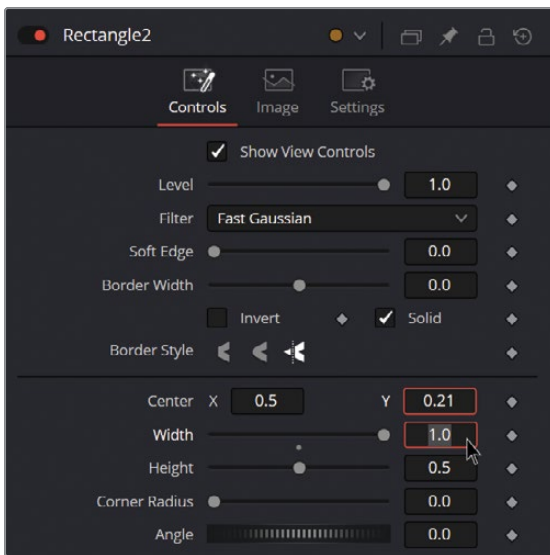 Rectangle2
Controls Image Settings
Show View Controls
Level 1.0
Filter Fast Gaussian
Soft Edge 0.0
Border Width 0.0
Invert Solid
Border Style
Center X 0.5 Y 0.21
Width 1.0
Height 0.5
Corner Radius 0.0
Angle 0.0